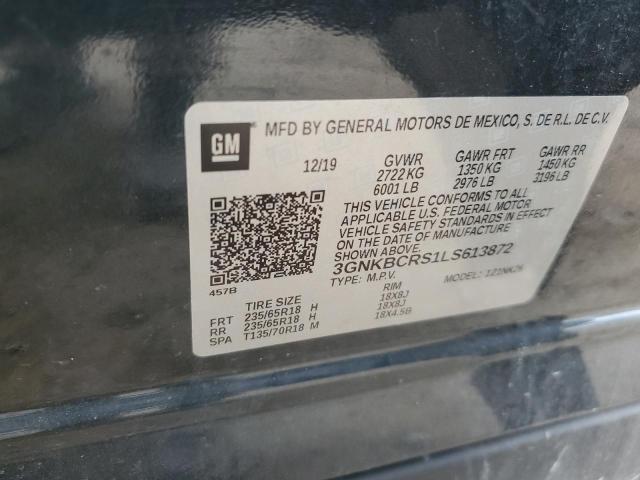 GM
MFD BY GENERAL MOTORS DE MEXICO, S. DE R.L. DE C.V.
12/19 GVWR GAWR FRT GAWR RR
2722 KG 1350 KG 1450 KG
6001 LB 2976 LB 3196 LB
THIS VEHICLE CONFORMS TO ALL
APPLICABLE U.S. FEDERAL MOTOR
VEHICLE SAFETY STANDARDS IN EFFECT
ON THE DATE OF MANUFACTURE
SHOWN ABOVE.
3GNKBCRS1LS613872
TYPE: M.P.V. MODEL: 121NK26
457B
TIRE SIZE RIM
FRT 235/65R18 H 18X8J
RR 235/65R18 H 18X8J
SPA T135/70R18 M 18X4.5B